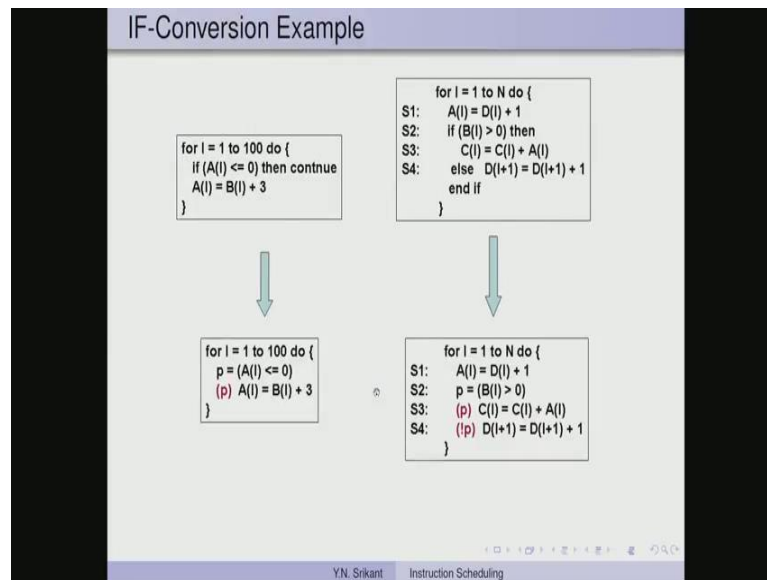 IF-Conversion Example
for I = 1 to 100 do {
if (A(I) <= 0) then contnue
A(I) = B(I) + 3
}
for I = 1 to N do {
S1: A(I) = D(I) + 1
S2: if (B(I) > 0) then
S3: C(I) = C(I) + A(I)
S4: else D(I+1) = D(I+1) + 1
end if
}
for I = 1 to 100 do {
p = (A(I) <= 0)
(p) A(I) = B(I) + 3
}
for I = 1 to N do {
S1: A(I) = D(I) + 1
S2: p = (B(I) > 0)
S3: (p) C(I) = C(I) + A(I)
S4: (!p) D(I+1) = D(I+1) + 1
}
Y.N. Srikant Instruction Scheduling